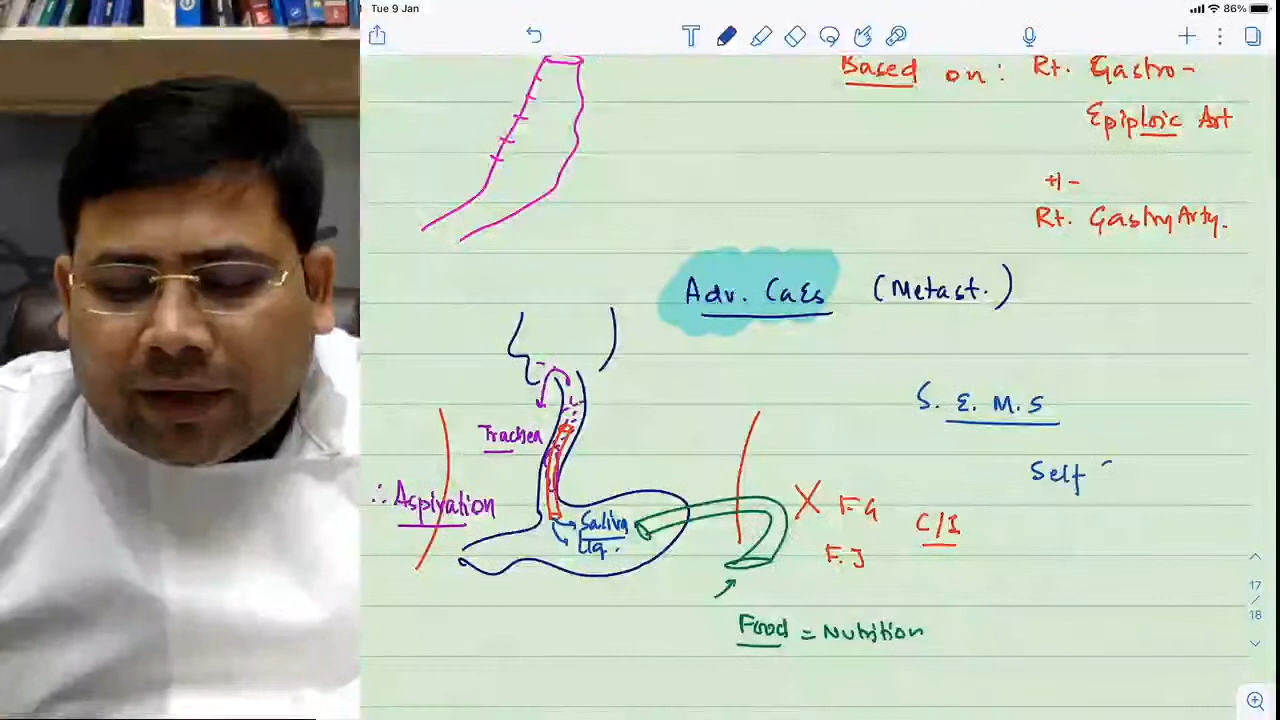 Tue 9 Jan
86%
Based on: Rt. Gastro-
Epiploic Art
+/-
Rt. Gastry Arty.
Adv. CaEs (Metast.)
S. E. M. S
Trachea
Self
∴ Aspiration
Saliva
Liq.
X F G
C/I
F. J
Food = Nutrition
17
/
18